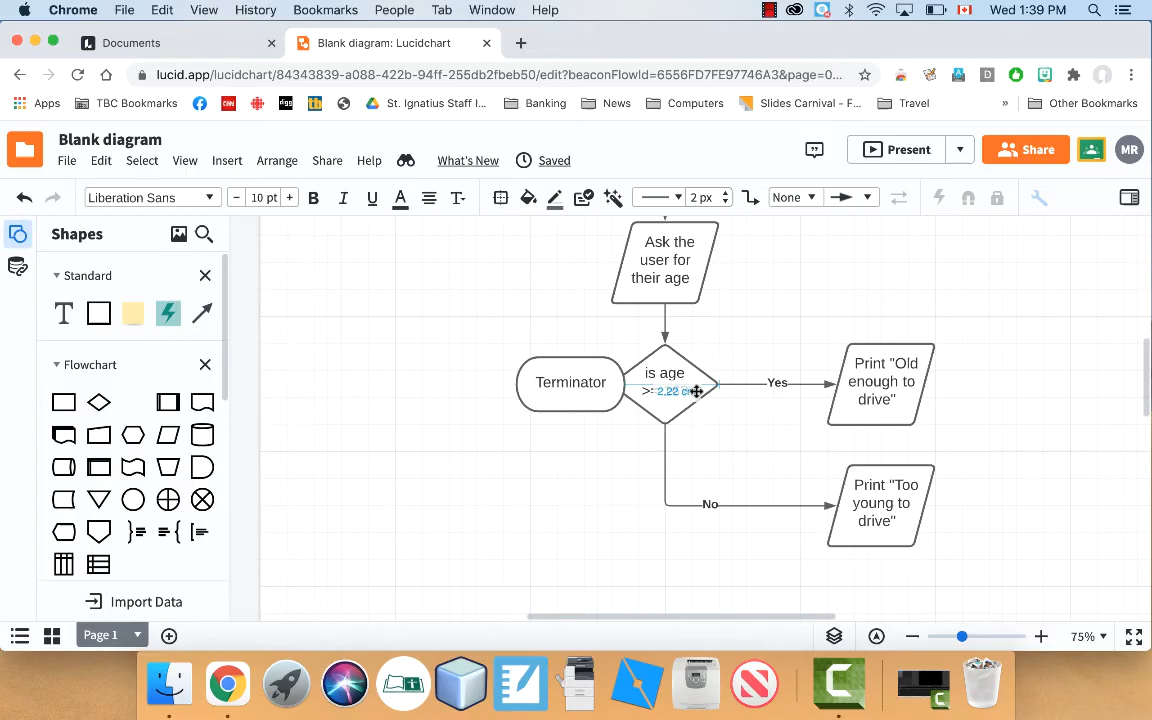 Chrome File Edit View History Bookmarks People Tab Window Help Wed 1:39 PM
Documents Blank diagram: Lucidchart
lucid.app/lucidchart/84343839-a088-422b-94ff-255db2fbeb50/edit?beaconFlowId=6556FD7FE97746A3&page=0...
Apps TBC Bookmarks CNN digg tb St. Ignatius Staff I... Banking News Computers Slides Carnival - F... Travel » Other Bookmarks
Blank diagram
File Edit Select View Insert Arrange Share Help What's New Saved
Present Share MR
Liberation Sans 10 pt B I U A T 2 px None
Shapes
Standard
T
Flowchart
Import Data
Ask the
user for
their age
Terminator
is age
>= 2.22 c
Yes
Print "Old
enough to
drive"
No
Print "Too
young to
drive"
Page 1 75%